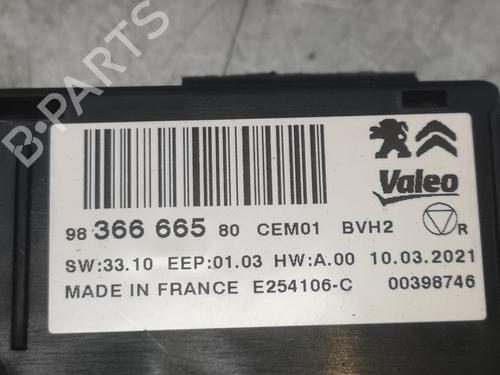 B-PARTS
Valeo
98 366 665 80 CEM01 BVH2
R
SW:33.10 EEP:01.03 HW:A.00 10.03.2021
MADE IN FRANCE E254106-C 00398746